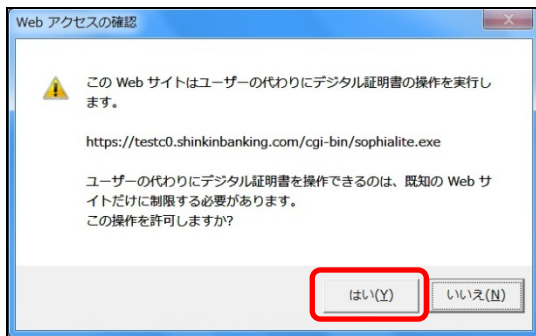 Web アクセスの確認
この Web サイトはユーザーの代わりにデジタル証明書の操作を実行し
ます。
https://testc0.shinkinbanking.com/cgi-bin/sophialite.exe
ユーザーの代わりにデジタル証明書を操作できるのは、既知の Web サ
イトだけに制限する必要があります。
この操作を許可しますか?
はい(Y) いいえ(N)